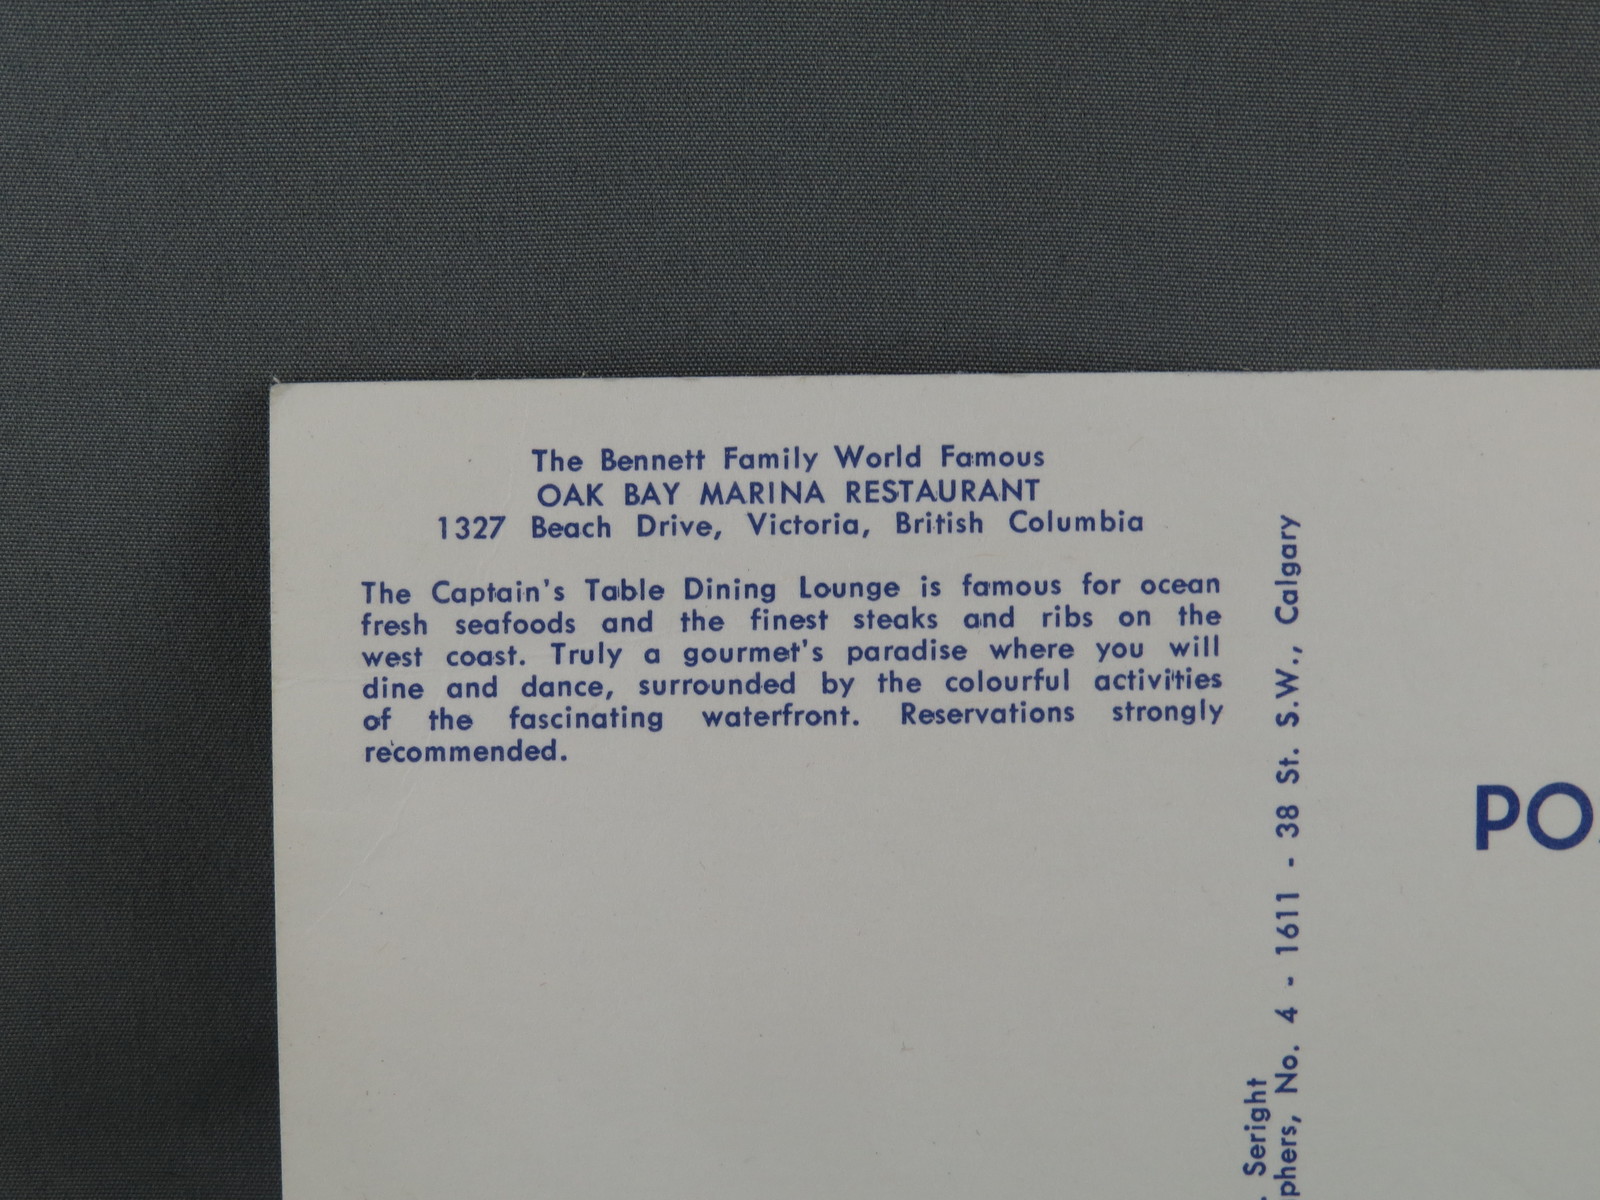 The Bennett Family World Famous
OAK BAY MARINA RESTAURANT
1327 Beach Drive, Victoria, British Columbia
The Captain's Table Dining Lounge is famous for ocean
fresh seafoods and the finest steaks and ribs on the
west coast. Truly a gourmet's paradise where you will
dine and dance, surrounded by the colourful activities
of the fascinating waterfront. Reservations strongly
recommended.
Seright
phers, No. 4 - 1611 - 38 St. S.W., Calgary
PO